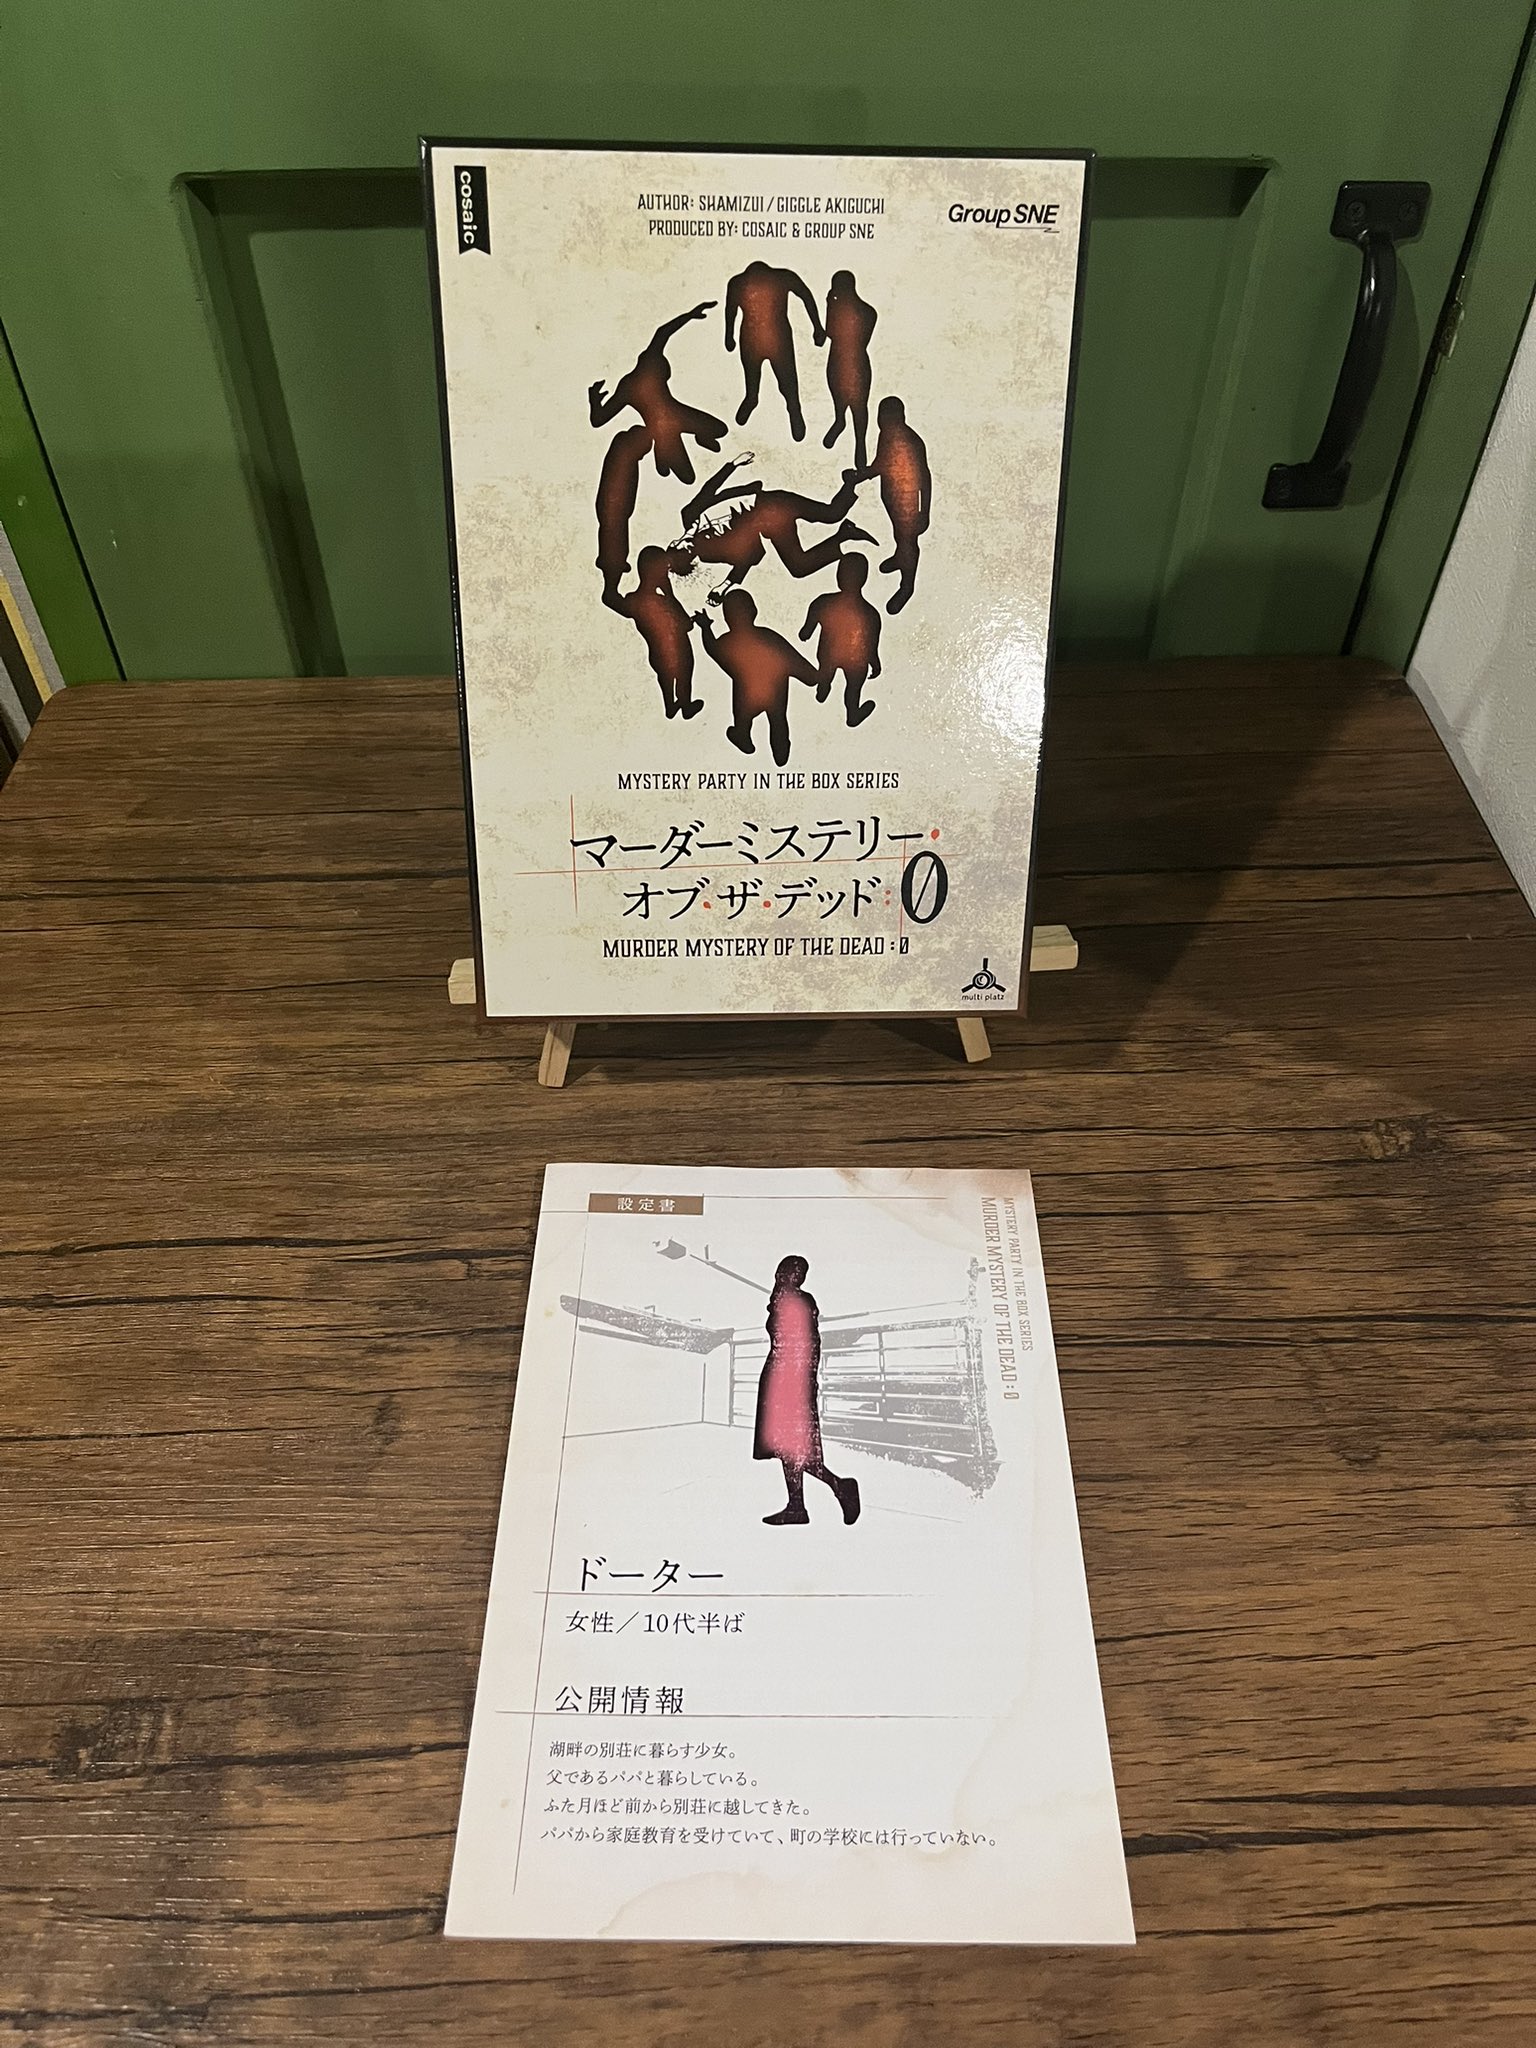 cosaic
AUTHOR: SHAMIZUI / GIGGLE AKIGUCHI
PRODUCED BY: COSAIC & GROUP SNE
Group SNE
MYSTERY PARTY IN THE BOX SERIES
マーダーミステリー・
オブ・ザ・デッド:0
MURDER MYSTERY OF THE DEAD : 0
multi platz
設定書
MYSTERY PARTY IN THE BOX SERIES
MURDER MYSTERY OF THE DEAD : 0
ドーター
女性／10代半ば
公開情報
湖畔の別荘に暮らす少女。
父であるパパと暮らしている。
ふた月ほど前から別荘に越してきた。
パパから家庭教育を受けていて、町の学校には行っていない。